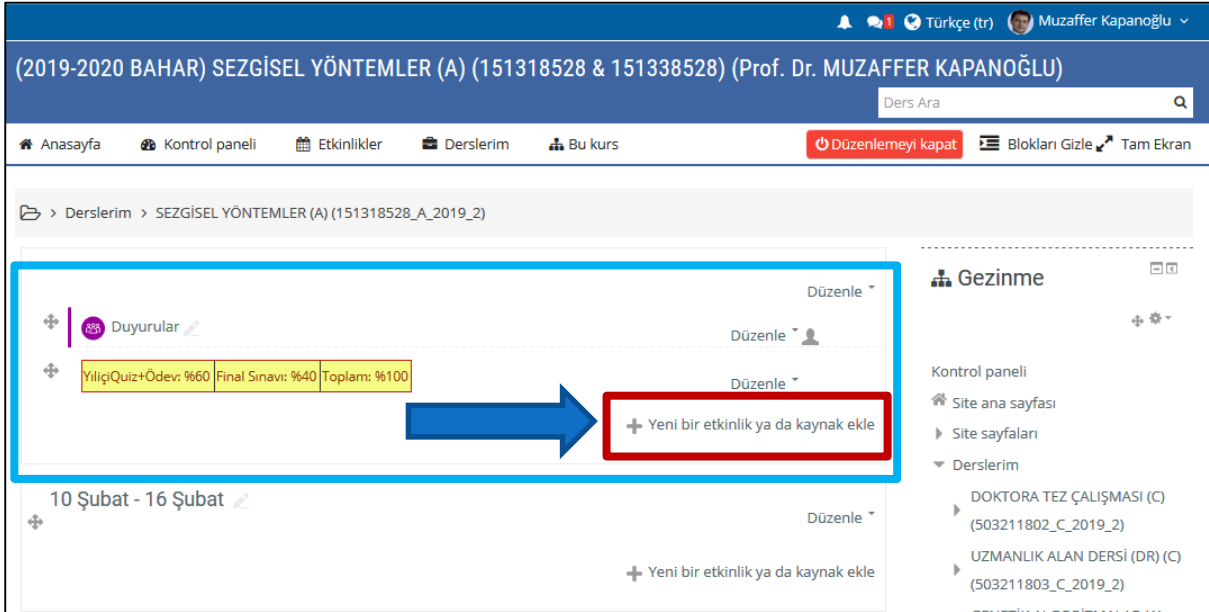 1 Türkçe (tr) Muzaffer Kapanoğlu
(2019-2020 BAHAR) SEZGİSEL YÖNTEMLER (A) (151318528 & 151338528) (Prof. Dr. MUZAFFER KAPANOĞLU)
Ders Ara
Anasayfa Kontrol paneli Etkinlikler Derslerim Bu kurs Düzenlemeyi kapat Blokları Gizle Tam Ekran
> Derslerim > SEZGİSEL YÖNTEMLER (A) (151318528_A_2019_2)
Düzenle
Duyurular
Düzenle
YıliçiQuiz+Ödev: %60 Final Sınavı: %40 Toplam: %100
Düzenle
Yeni bir etkinlik ya da kaynak ekle
10 Şubat - 16 Şubat
Düzenle
Yeni bir etkinlik ya da kaynak ekle
Gezinme
Kontrol paneli
Site ana sayfası
Site sayfaları
Derslerim
DOKTORA TEZ ÇALIŞMASI (C)
(503211802_C_2019_2)
UZMANLIK ALAN DERSİ (DR) (C)
(503211803_C_2019_2)